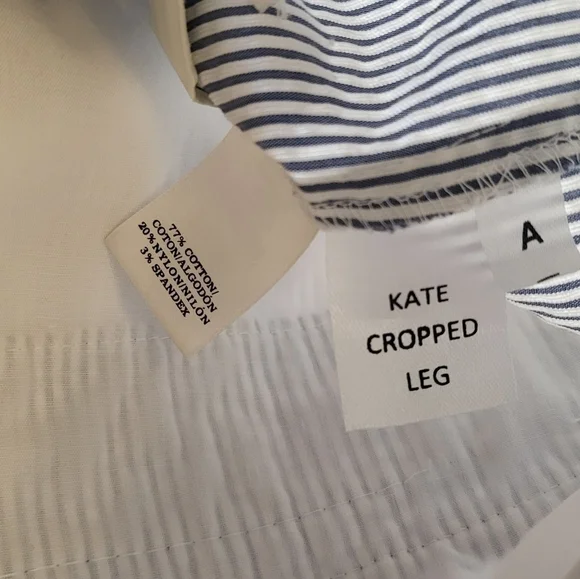 77% COTTON/
COTON/ALGODÓN
20% NYLON/NILÓN
3% SPANDEX
A
KATE
CROPPED
LEG